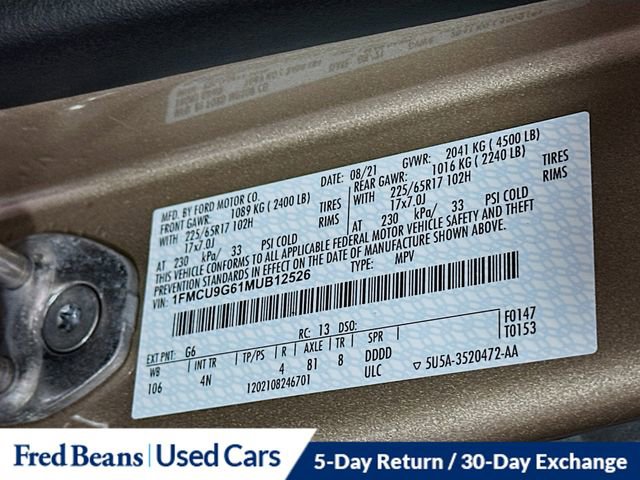 MFD. BY FORD MOTOR CO.
DATE: 08/21 GVWR: 2041 KG ( 4500 LB)
FRONT GAWR: REAR GAWR:
1089 KG ( 2400 LB) 1016 KG ( 2240 LB)
WITH 225/65R17 102H TIRES WITH 225/65R17 102H TIRES
17x7.0J RIMS 17x7.0J RIMS
AT 230 kPa/ 33 PSI COLD AT 230 kPa/ 33 PSI COLD
THIS VEHICLE CONFORMS TO ALL APPLICABLE FEDERAL MOTOR VEHICLE SAFETY AND THEFT
PREVENTION STANDARDS IN EFFECT ON THE DATE OF MANUFACTURE SHOWN ABOVE.
VIN: 1FMCU9G61MUB12526 TYPE: MPV
F0147
T0153
EXT PNT: G6 RC: 13 DSO:
WB INT TR TP/PS R AXLE TR SPR
106 4N 4 81 8 DDDD
1202108246701 ULC ▽ 5U5A-3520472-AA
Fred Beans | Used Cars 5-Day Return / 30-Day Exchange